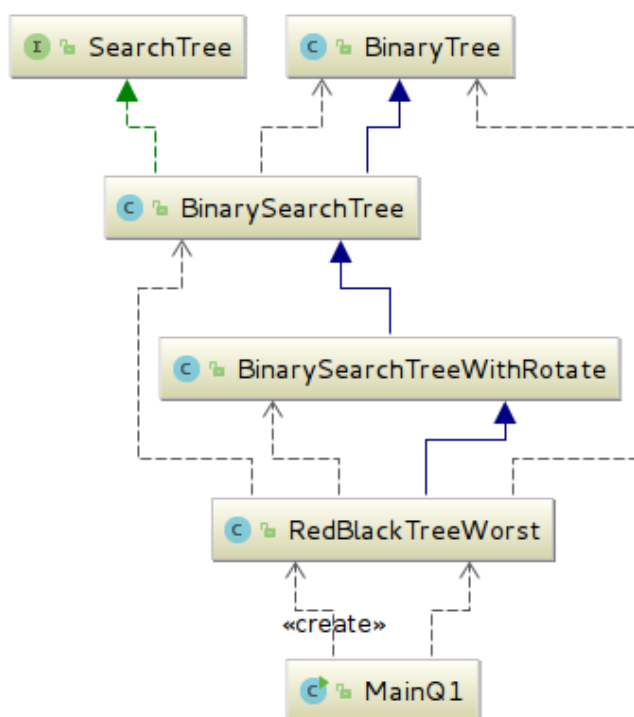 I SearchTree
C BinaryTree
C BinarySearchTree
C BinarySearchTreeWithRotate
C RedBlackTreeWorst
«create»
C MainQ1